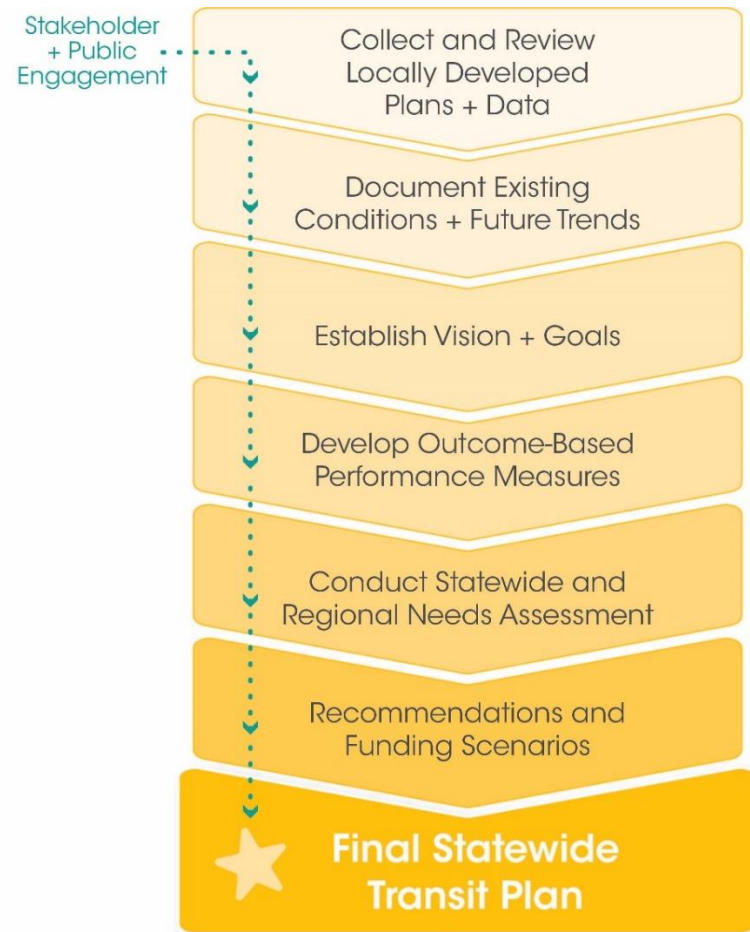 Stakeholder
+ Public
Engagement
Collect and Review
Locally Developed
Plans + Data
Document Existing
Conditions + Future Trends
Establish Vision + Goals
Develop Outcome-Based
Performance Measures
Conduct Statewide and
Regional Needs Assessment
Recommendations and
Funding Scenarios
Final Statewide
Transit Plan